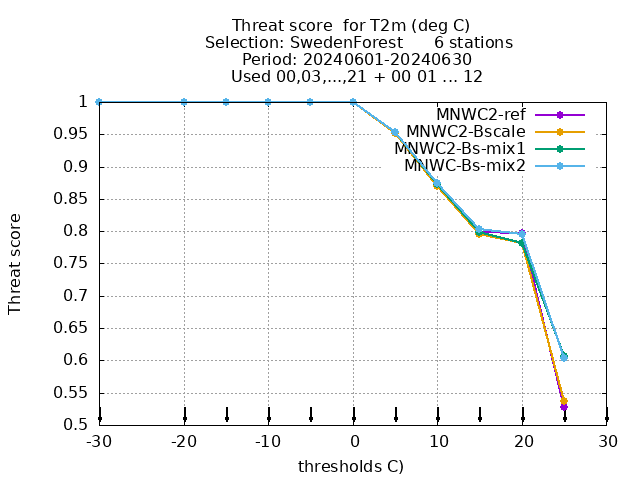 Threat score  for T2m (deg C)
Selection: SwedenForest      6 stations
Period: 20240601-20240630
Used 00,03,...,21 + 00 01 ... 12
MNWC2-ref
MNWC2-Bscale
MNWC2-Bs-mix1
MNWC-Bs-mix2
1
0.95
0.9
0.85
0.8
0.75
0.7
0.65
0.6
0.55
0.5
Threat score
-30 -20 -10 0 10 20 30
thresholds C)